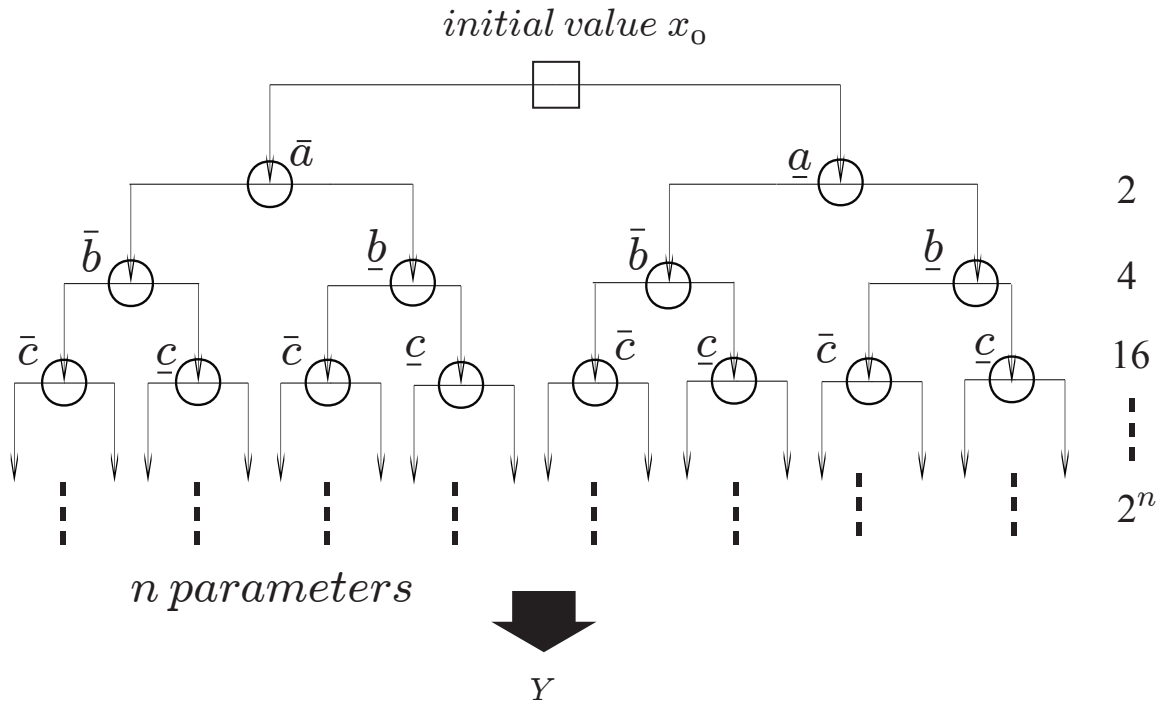 initial value x₀
ā a̲ 2
b̄ b̲ b̄ b̲ 4
c̄ c̲ c̄ c̲ c̄ c̲ c̄ c̲ 16
2ⁿ
n parameters
Y